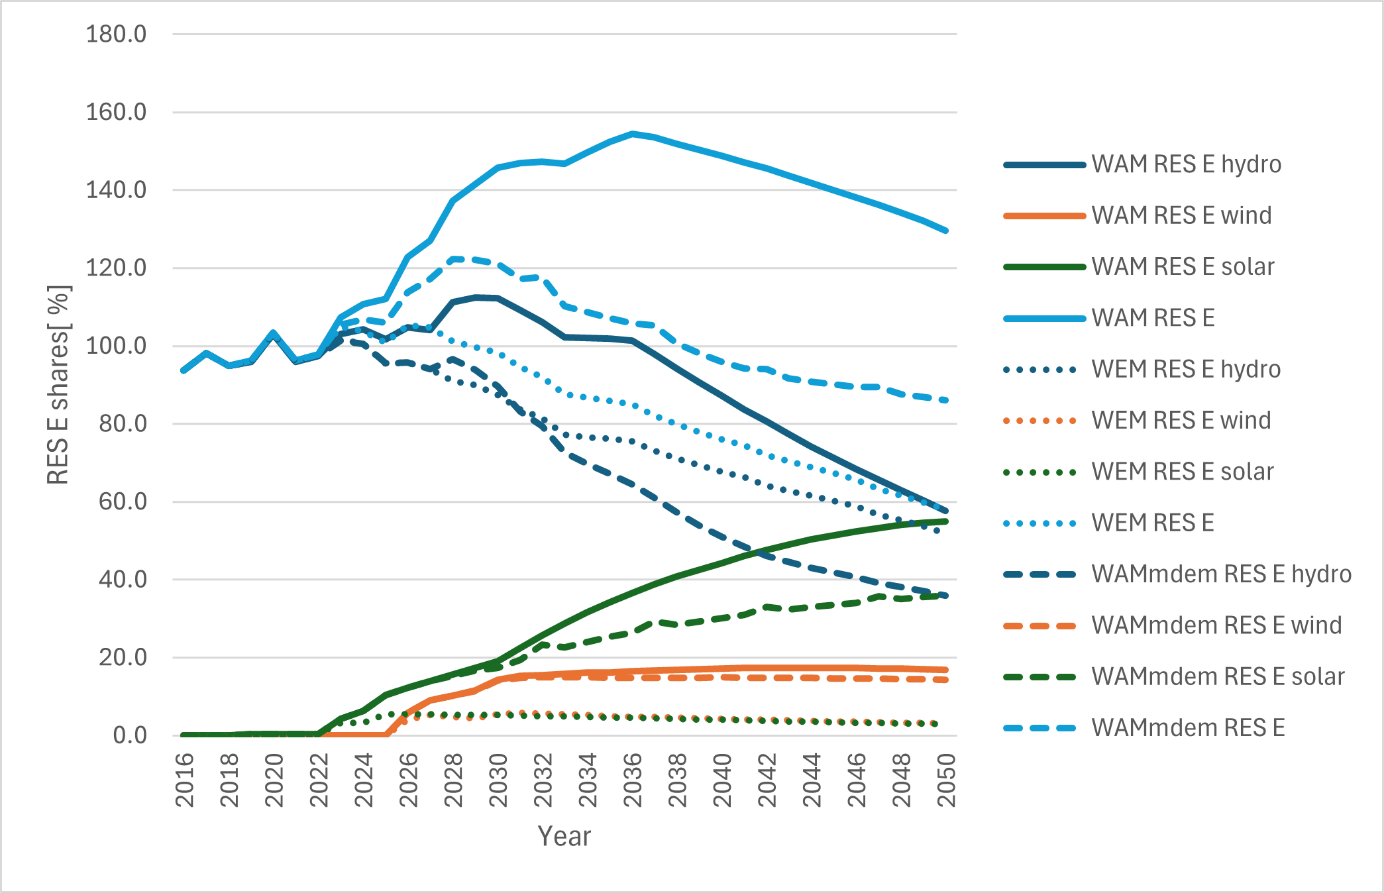 180.0
160.0
140.0
120.0
100.0
80.0
60.0
40.0
20.0
0.0
RES E shares[ %]
2016 2018 2020 2022 2024 2026 2028 2030 2032 2034 2036 2038 2040 2042 2044 2046 2048 2050
Year
WAM RES E hydro
WAM RES E wind
WAM RES E solar
WAM RES E
WEM RES E hydro
WEM RES E wind
WEM RES E solar
WEM RES E
WAMmdem RES E hydro
WAMmdem RES E wind
WAMmdem RES E solar
WAMmdem RES E